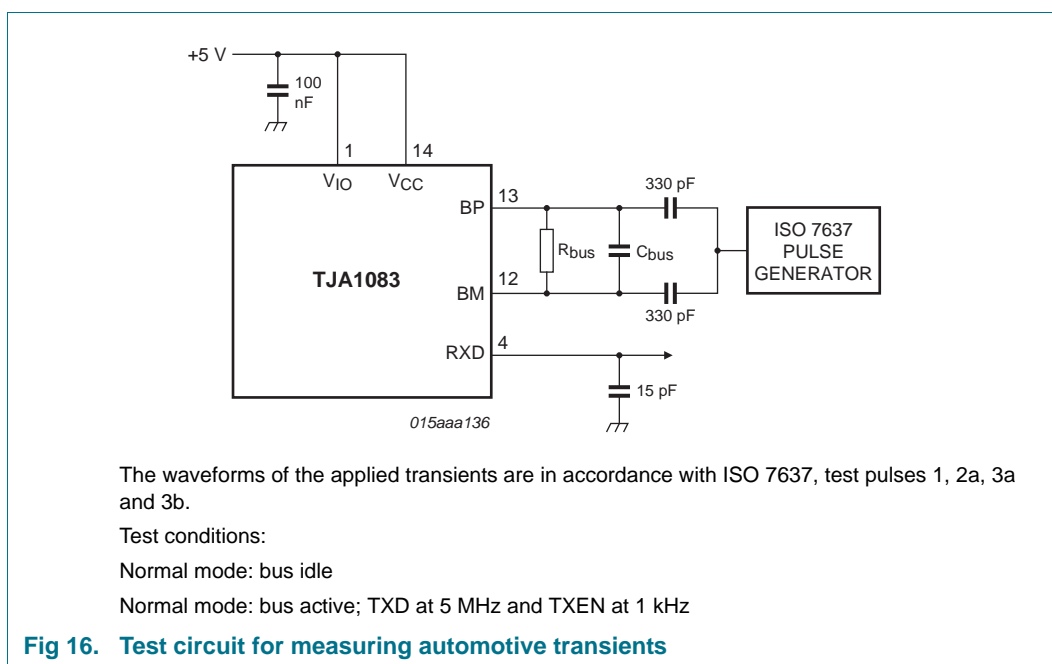 +5 V
100
nF
1
14
VIO
VCC
BP
13
330 pF
ISO 7637
PULSE
GENERATOR
Rbus
Cbus
TJA1083
BM
12
330 pF
RXD
4
15 pF
015aaa136
The waveforms of the applied transients are in accordance with ISO 7637, test pulses 1, 2a, 3a
and 3b.
Test conditions:
Normal mode: bus idle
Normal mode: bus active; TXD at 5 MHz and TXEN at 1 kHz
Fig 16. Test circuit for measuring automotive transients